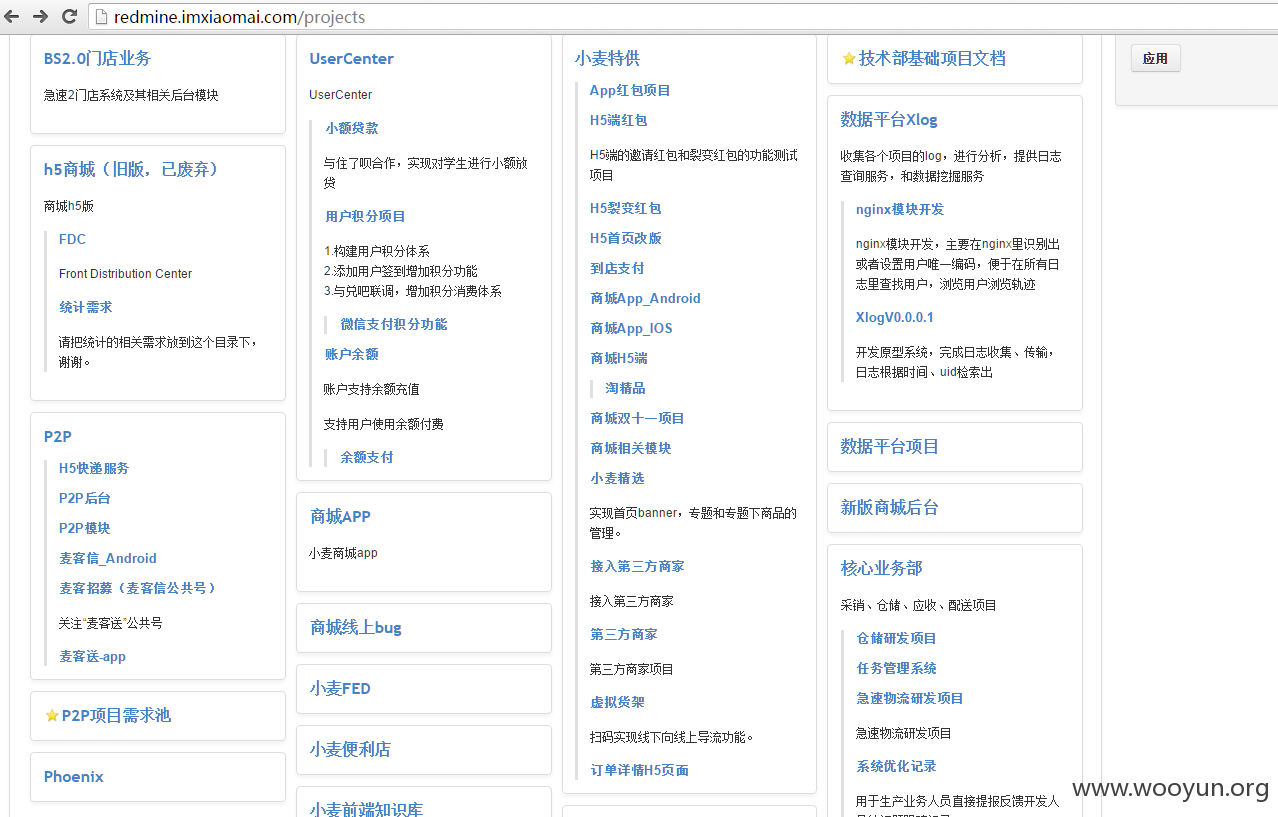 redmine.imxiaomai.com/projects
BS2.0门店业务
急速2门店系统及其相关后台模块
h5商城（旧版，已废弃）
商城h5版
FDC
Front Distribution Center
统计需求
请把统计的相关需求放到这个目录下，
谢谢。
P2P
H5快递服务
P2P后台
P2P模块
麦客信_Android
麦客招募（麦客信公共号）
关注“麦客送”公共号
麦客送-app
P2P项目需求池
Phoenix
UserCenter
UserCenter
小额贷款
与住了呗合作，实现对学生进行小额放
贷
用户积分项目
1.构建用户积分体系
2.添加用户签到增加积分功能
3.与兑吧联调，增加积分消费体系
微信支付积分功能
账户余额
账户支持余额充值
支持用户使用余额付费
余额支付
商城APP
小麦商城app
商城线上bug
小麦FED
小麦便利店
小麦前端知识库
小麦特供
App红包项目
H5端红包
H5端的邀请红包和裂变红包的功能测试
项目
H5裂变红包
H5首页改版
到店支付
商城App_Android
商城App_IOS
商城H5端
淘精品
商城双十一项目
商城相关模块
小麦精选
实现首页banner，专题和专题下商品的
管理。
接入第三方商家
接入第三方商家
第三方商家
第三方商家项目
虚拟货架
扫码实现线下向线上导流功能。
订单详情H5页面
技术部基础项目文档
数据平台Xlog
收集各个项目的log，进行分析，提供日志
查询服务，和数据挖掘服务
nginx模块开发
nginx模块开发，主要在nginx里识别出
或者设置用户唯一编码，便于在所有日
志里查找用户，浏览用户浏览轨迹
XlogV0.0.0.1
开发原型系统，完成日志收集、传输，
日志根据时间、uid检索出
数据平台项目
新版商城后台
核心业务部
采销、仓储、应收、配送项目
仓储研发项目
任务管理系统
急速物流研发项目
急速物流研发项目
系统优化记录
用于生产业务人员直接提报反馈开发人
应用
www.wooyun.org